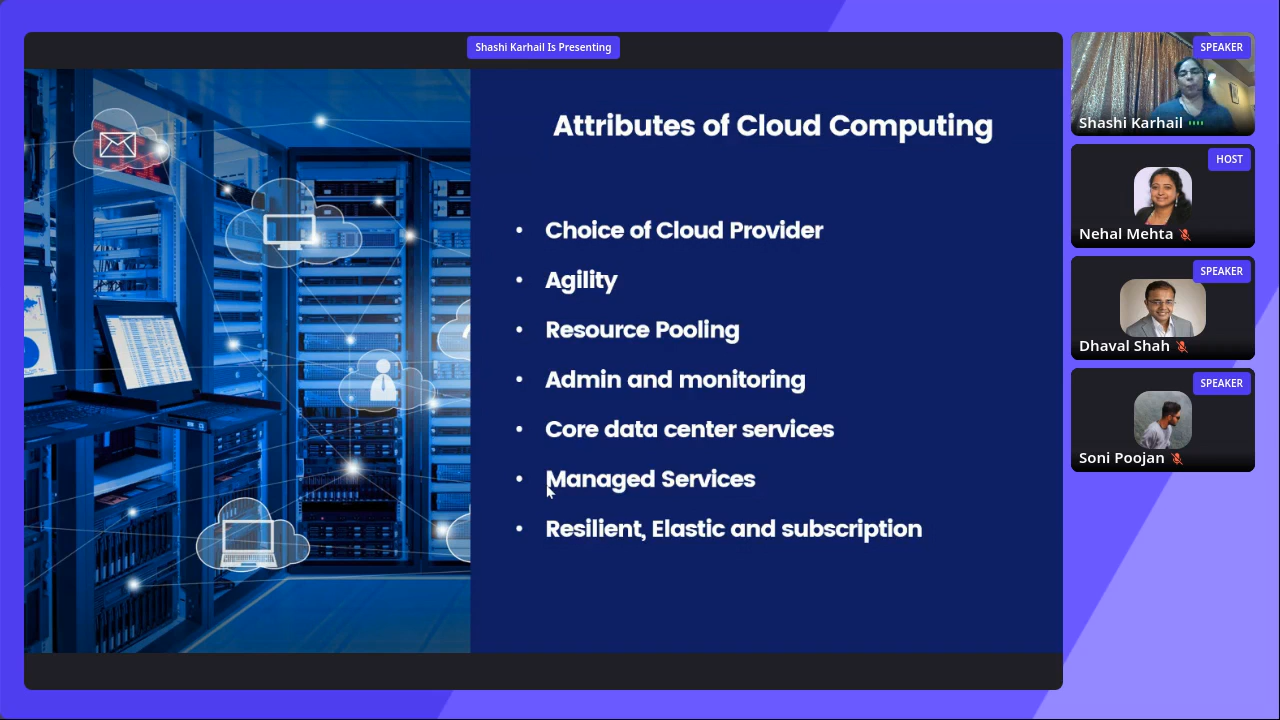 Shashi Karhail Is Presenting
Attributes of Cloud Computing
• Choice of Cloud Provider
• Agility
• Resource Pooling
• Admin and monitoring
• Core data center services
• Managed Services
• Resilient, Elastic and subscription
SPEAKER
Shashi Karhail
HOST
Nehal Mehta
SPEAKER
Dhaval Shah
SPEAKER
Soni Poojan